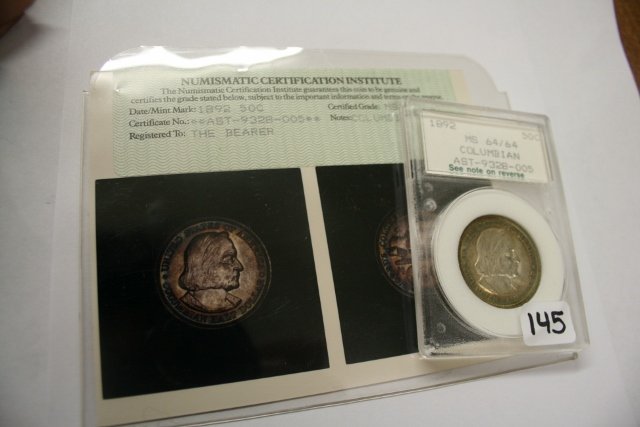 NUMISMATIC CERTIFICATION INSTITUTE
The Numismatic Certification Institute guarantees this coin to be genuine and
certifies the grade stated below, subject to the important information and terms on the reverse.
Date/Mint Mark: 1892 50C Certified Grade: MS
Certificate No.: **AST-9328-005** Notes: COLUMBI
Registered To: THE BEARER
1892 50C
MS 64/64
COLUMBIAN
AST-9328-005
See note on reverse
145